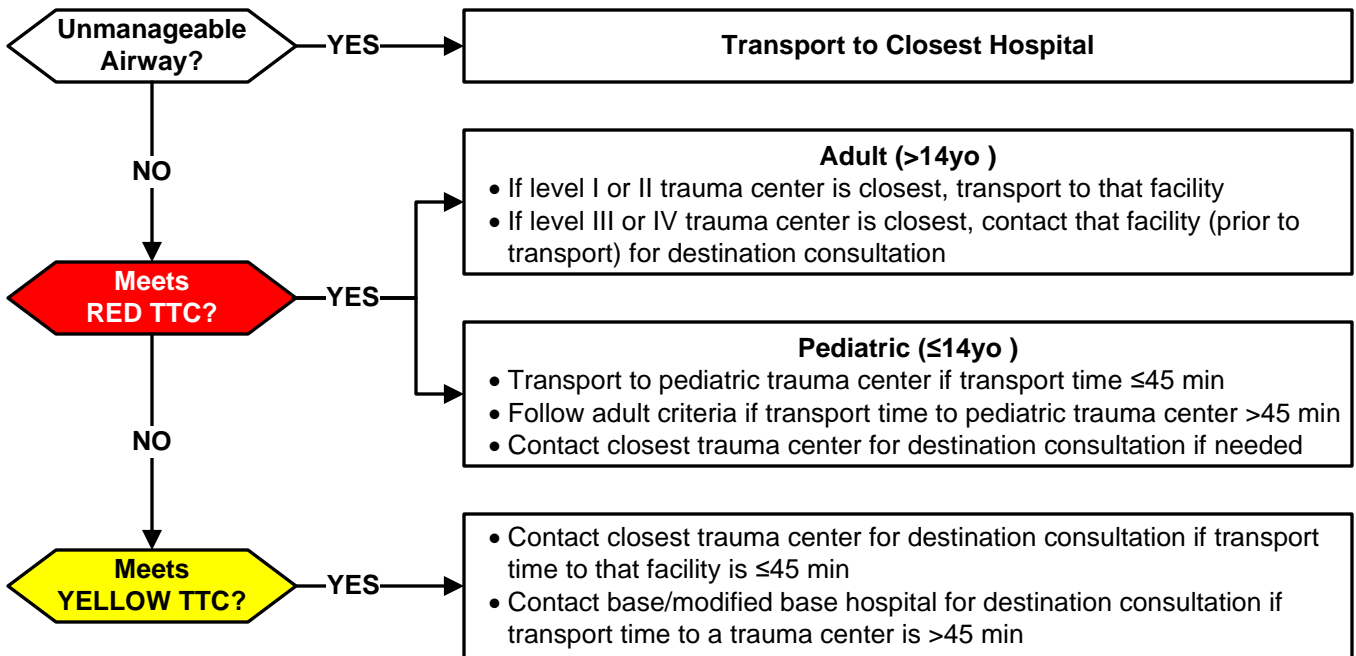 Unmanageable
Airway?
YES
Transport to Closest Hospital
NO
Adult (>14yo )
• If level I or II trauma center is closest, transport to that facility
• If level III or IV trauma center is closest, contact that facility (prior to
transport) for destination consultation
Meets
RED TTC?
YES
Pediatric (≤14yo )
• Transport to pediatric trauma center if transport time ≤45 min
• Follow adult criteria if transport time to pediatric trauma center >45 min
• Contact closest trauma center for destination consultation if needed
NO
Meets
YELLOW TTC?
YES
• Contact closest trauma center for destination consultation if transport
time to that facility is ≤45 min
• Contact base/modified base hospital for destination consultation if
transport time to a trauma center is >45 min